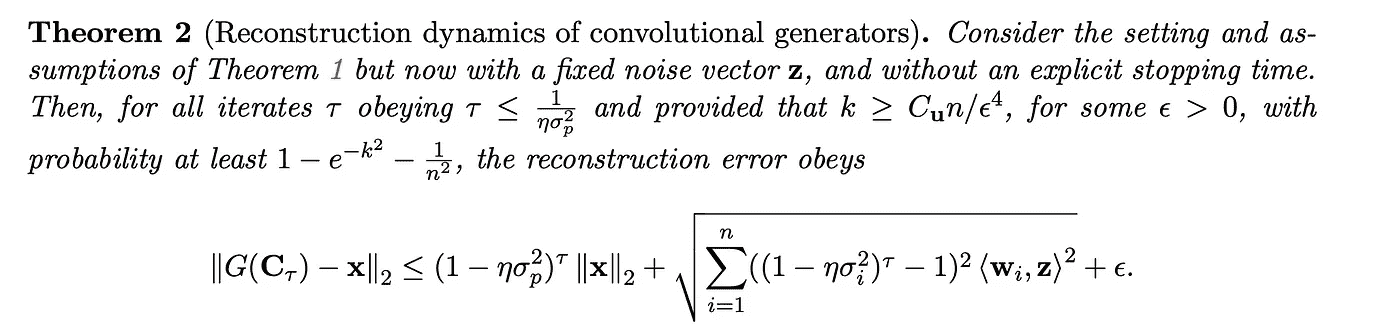 Theorem 2 (Reconstruction dynamics of convolutional generators). Consider the setting and as-
sumptions of Theorem 1 but now with a fixed noise vector z, and without an explicit stopping time.
Then, for all iterates τ obeying τ ≤ 1/(ησ_p^2) and provided that k ≥ C_u n/ϵ^4, for some ϵ > 0, with
probability at least 1 − e^{−k^2} − 1/n^2, the reconstruction error obeys
‖G(C_τ) − x‖_2 ≤ (1 − ησ_p^2)^τ ‖x‖_2 + √(∑_{i=1}^{n} ((1 − ησ_i^2)^τ − 1)^2 ⟨w_i, z⟩^2) + ϵ.